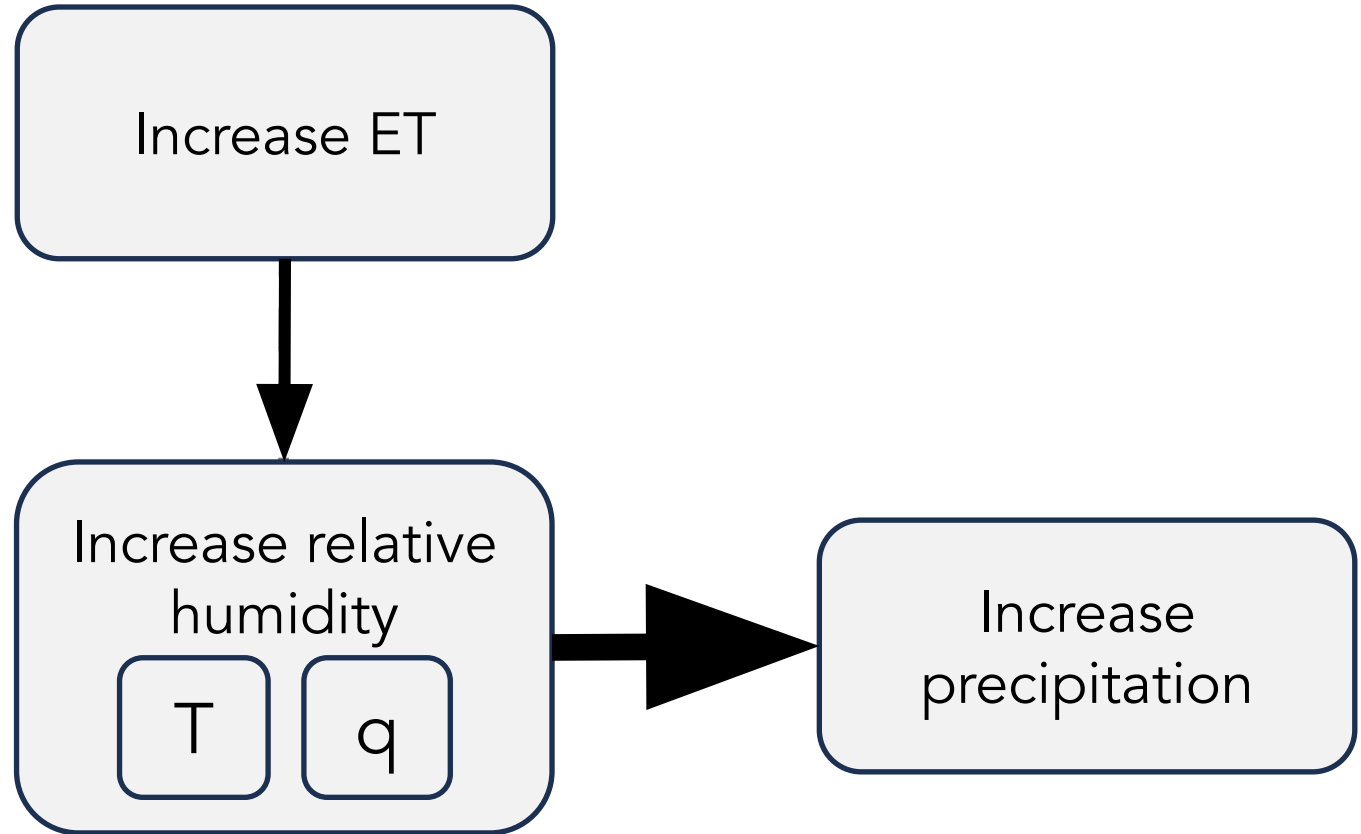 Increase ET
Increase relative
humidity
T
q
Increase
precipitation